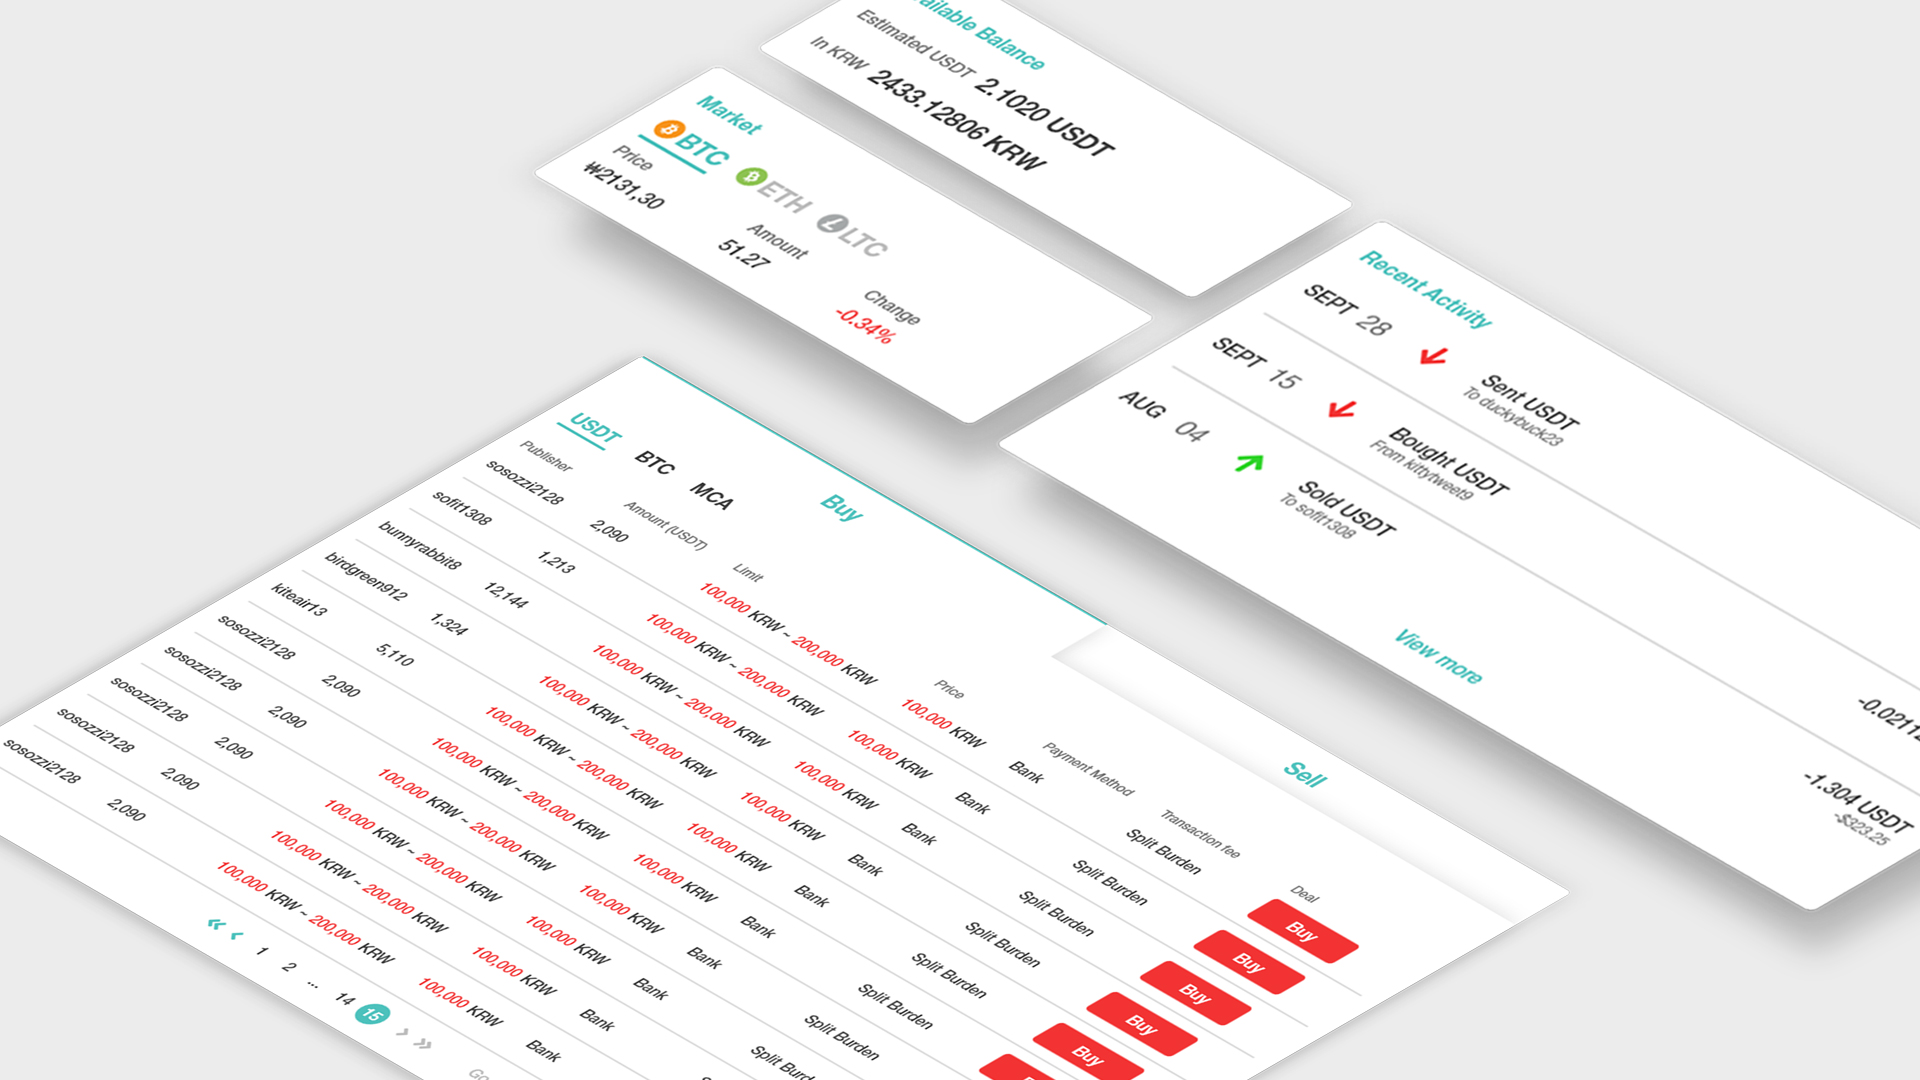 Available Balance
Estimated USDT 2.1020 USDT
In KRW 2433.12806 KRW
Market
BTC ETH LTC
Price Amount Change
₩2131,30 51.27 -0.34%
Recent Activity
SEPT 28 Sent USDT
To duckybuck23
SEPT 15 Bought USDT
From kittytweet9
-1.304 USDT
-$323.25
AUG 04 Sold USDT
To sofit1308
View more
Buy Sell
USDT BTC MCA
Publisher Amount (USDT) Limit Price Payment Method Transaction fee Deal
sosozzi2128 2,090 100,000 KRW ~ 200,000 KRW 100,000 KRW Bank Split Burden Buy
sofit1308 1,213 100,000 KRW ~ 200,000 KRW 100,000 KRW Bank Split Burden Buy
bunnyrabbit8 12,144 100,000 KRW ~ 200,000 KRW 100,000 KRW Bank Split Burden Buy
birdgreen912 1,324 100,000 KRW ~ 200,000 KRW 100,000 KRW Bank Split Burden Buy
kiteair13 5,110 100,000 KRW ~ 200,000 KRW 100,000 KRW Bank Split Burden Buy
sosozzi2128 2,090 100,000 KRW ~ 200,000 KRW 100,000 KRW Bank Split Burden
sosozzi2128 2,090 100,000 KRW ~ 200,000 KRW 100,000 KRW Bank Split Burden
sosozzi2128 2,090 100,000 KRW ~ 200,000 KRW 100,000 KRW Bank Split Burden
sosozzi2128 2,090 100,000 KRW ~ 200,000 KRW 100,000 KRW Bank
sosozzi2128 2,090 100,000 KRW ~ 200,000 KRW 100,000 KRW Bank
« ‹ 1 2 ... 14 15 › »